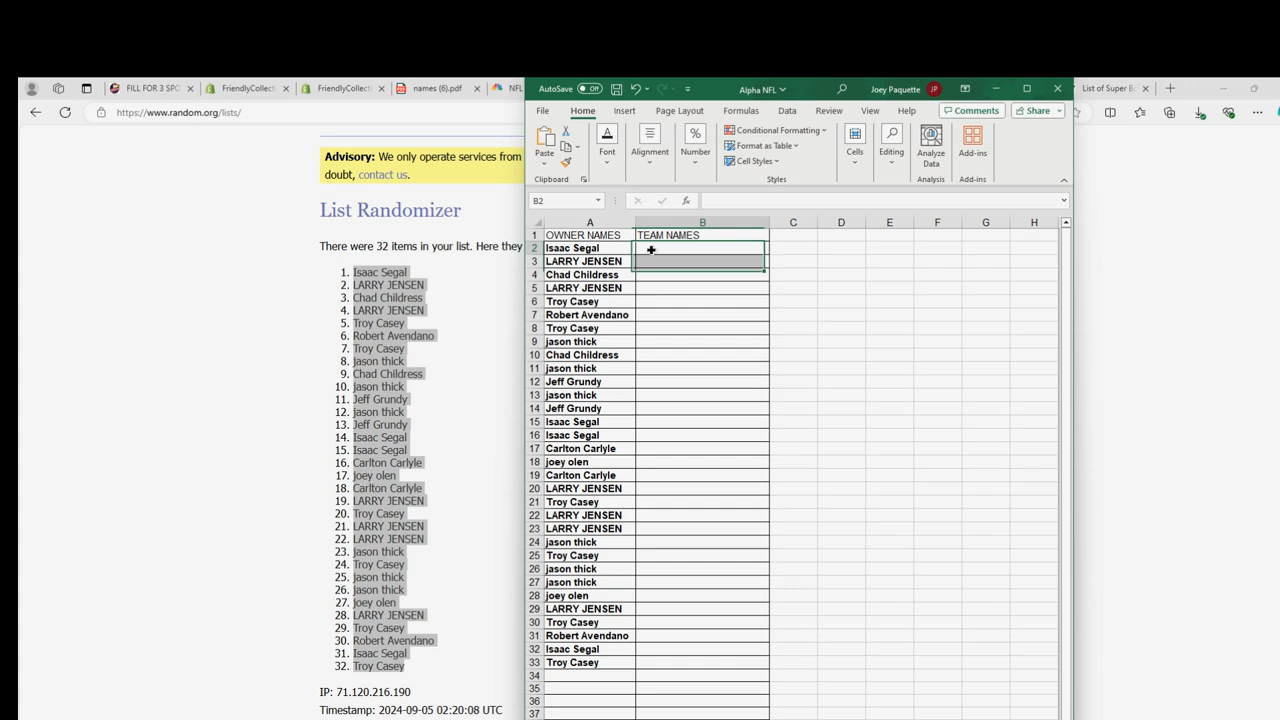 FILL FOR 3 SPO
FriendlyCollect
FriendlyCollect
names (6).pdf
NFL
List of Super Bo
https://www.random.org/lists/
Advisory: We only operate services from
doubt, contact us.
List Randomizer
There were 32 items in your list. Here they
1. Isaac Segal
2. LARRY JENSEN
3. Chad Childress
4. LARRY JENSEN
5. Troy Casey
6. Robert Avendano
7. Troy Casey
8. jason thick
9. Chad Childress
10. jason thick
11. Jeff Grundy
12. jason thick
13. Jeff Grundy
14. Isaac Segal
15. Isaac Segal
16. Carlton Carlyle
17. joey olen
18. Carlton Carlyle
19. LARRY JENSEN
20. Troy Casey
21. LARRY JENSEN
22. LARRY JENSEN
23. jason thick
24. Troy Casey
25. jason thick
26. jason thick
27. joey olen
28. LARRY JENSEN
29. Troy Casey
30. Robert Avendano
31. Isaac Segal
32. Troy Casey
IP: 71.120.216.190
Timestamp: 2024-09-05 02:20:08 UTC
AutoSave Off Alpha NFL Joey Paquette JP
File Home Insert Page Layout Formulas Data Review View Help Comments Share
Paste Font Alignment Number Conditional Formatting Format as Table Cell Styles Cells Editing Analyze Data Add-ins
Clipboard Styles Analysis Add-ins
B2 fx
A B C D E F G H
1 OWNER NAMES TEAM NAMES
2 Isaac Segal
3 LARRY JENSEN
4 Chad Childress
5 LARRY JENSEN
6 Troy Casey
7 Robert Avendano
8 Troy Casey
9 jason thick
10 Chad Childress
11 jason thick
12 Jeff Grundy
13 jason thick
14 Jeff Grundy
15 Isaac Segal
16 Isaac Segal
17 Carlton Carlyle
18 joey olen
19 Carlton Carlyle
20 LARRY JENSEN
21 Troy Casey
22 LARRY JENSEN
23 LARRY JENSEN
24 jason thick
25 Troy Casey
26 jason thick
27 jason thick
28 joey olen
29 LARRY JENSEN
30 Troy Casey
31 Robert Avendano
32 Isaac Segal
33 Troy Casey
34
35
36
37